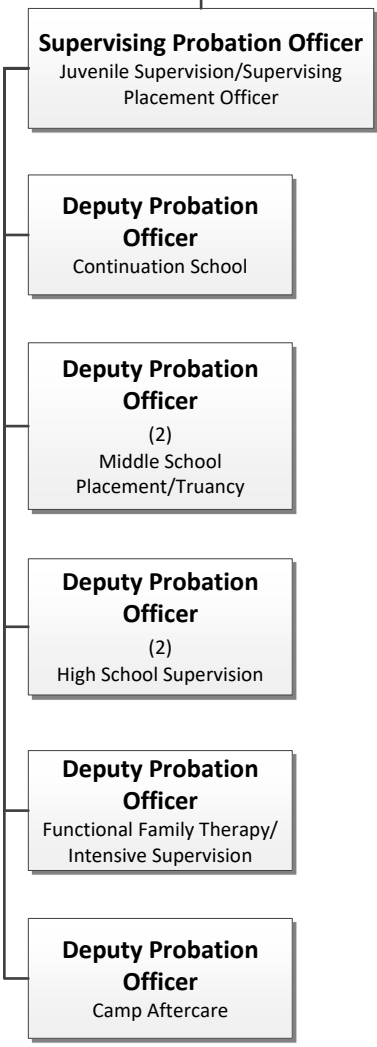 Supervising Probation Officer
Juvenile Supervision/Supervising
Placement Officer
Deputy Probation
Officer
Continuation School
Deputy Probation
Officer
(2)
Middle School
Placement/Truancy
Deputy Probation
Officer
(2)
High School Supervision
Deputy Probation
Officer
Functional Family Therapy/
Intensive Supervision
Deputy Probation
Officer
Camp Aftercare